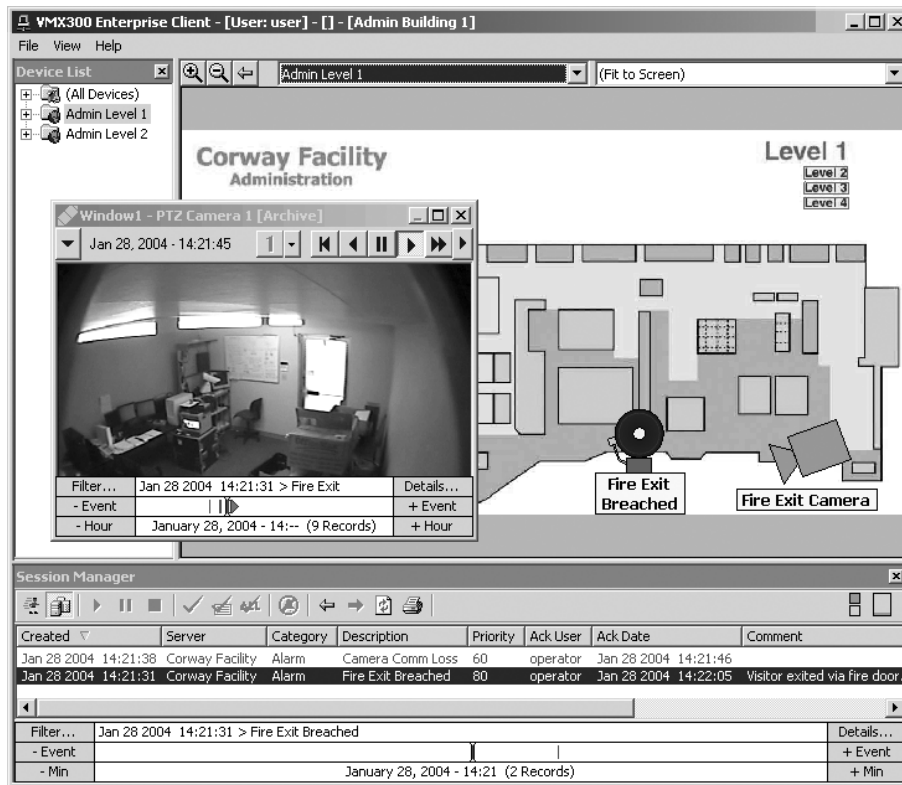 VMX300 Enterprise Client - [User: user] - [] - [Admin Building 1]
File View Help
Device List
(All Devices)
Admin Level 1
Admin Level 2
Admin Level 1
(Fit to Screen)
Corway Facility
Administration
Level 1
Level 2
Level 3
Level 4
Window1 - PTZ Camera 1 [Archive]
Jan 28, 2004 - 14:21:45
1
Filter... Jan 28 2004 14:21:31 > Fire Exit Details...
- Event + Event
- Hour January 28, 2004 - 14:-- (9 Records) + Hour
Fire Exit
Breached
Fire Exit Camera
Session Manager
Created Server Category Description Priority Ack User Ack Date Comment
Jan 28 2004 14:21:38 Corway Facility Alarm Camera Comm Loss 60 operator Jan 28 2004 14:21:46
Jan 28 2004 14:21:31 Corway Facility Alarm Fire Exit Breached 80 operator Jan 28 2004 14:22:05 Visitor exited via fire door.
Filter... Jan 28 2004 14:21:31 > Fire Exit Breached Details...
- Event + Event
- Min January 28, 2004 - 14:21 (2 Records) + Min